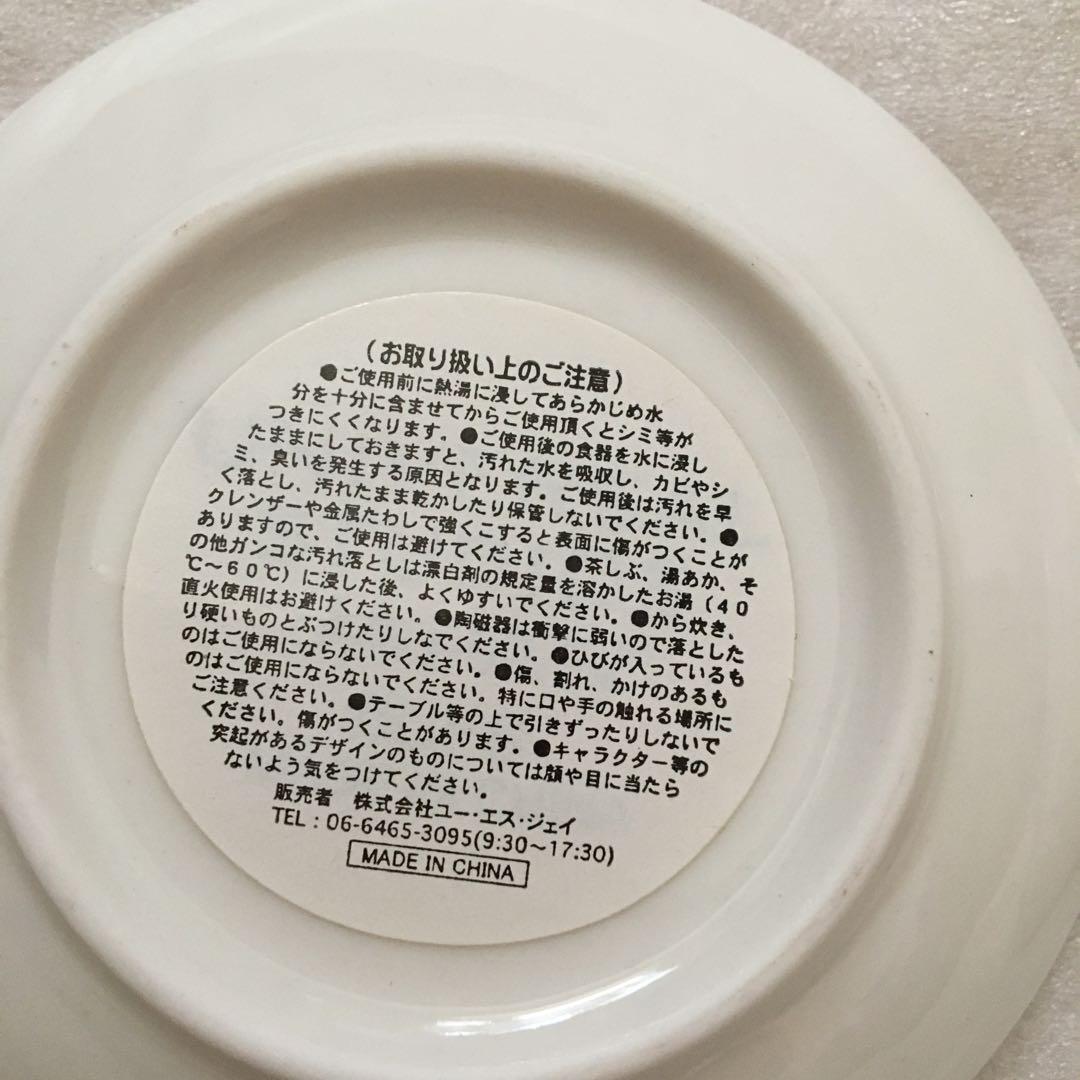 （お取り扱い上のご注意）
●ご使用前に熱湯に浸してあらかじめ水
分を十分に含ませてからご使用頂くとシミ等が
つきにくくなります。●ご使用後の食器を水に浸し
たままにしておきますと、汚れた水を吸収し、カビやシ
ミ、臭いを発生する原因となります。ご使用後は汚れを早
く落とし、汚れたまま乾かしたり保管しないでください。●
クレンザーや金属たわしで強くこすると表面に傷がつくことが
ありますので、ご使用は避けてください。●茶しぶ、湯あか、そ
の他ガンコな汚れ落としは漂白剤の規定量を溶かしたお湯（４０
℃～６０℃）に浸した後、よくゆすいでください。●から炊き、
直火使用はお避けください。●陶磁器は衝撃に弱いので落とした
り硬いものとぶつけたりしなでください。●ひびが入っているも
のはご使用にならないでください。●傷、割れ、かけのあるも
のはご使用にならないでください。特に口や手の触れる場所に
ご注意ください。●テーブル等の上で引きずったりしないで
ください。傷がつくことがあります。●キャラクター等の
突起があるデザインのものについては顔や目に当たら
ないよう気をつけてください。
販売者　株式会社ユー・エス・ジェイ
TEL：06-6465-3095(9:30～17:30)
MADE IN CHINA